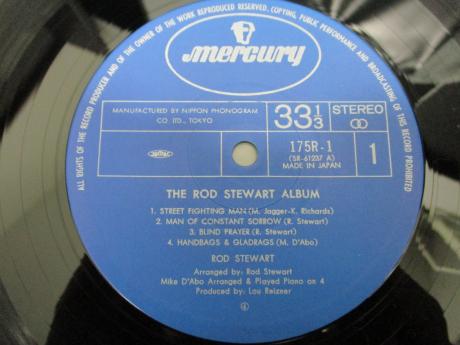 ALL RIGHTS OF THE RECORD PRODUCER AND OF THE OWNER OF THE WORK REPRODUCED RESERVED. COPYING, PUBLIC PERFORMANCE AND BROADCASTING OF THIS RECORD PROHIBITED
mercury
MANUFACTURED BY NIPPON PHONOGRAM
CO. LTD., TOKYO
33 1/3
STEREO
175R-1
(SR-61237 A)
MADE IN JAPAN
1
THE ROD STEWART ALBUM
1. STREET FIGHTING MAN (M. Jagger-K. Richards)
2. MAN OF CONSTANT SORROW (R. Stewart)
3. BLIND PRAYER (R. Stewart)
4. HANDBAGS & GLADRAGS (M. D'Abo)
ROD STEWART
Arranged by: Rod Stewart
Mike D'Abo Arranged & Played Piano on 4
Produced by: Lou Reizner
④